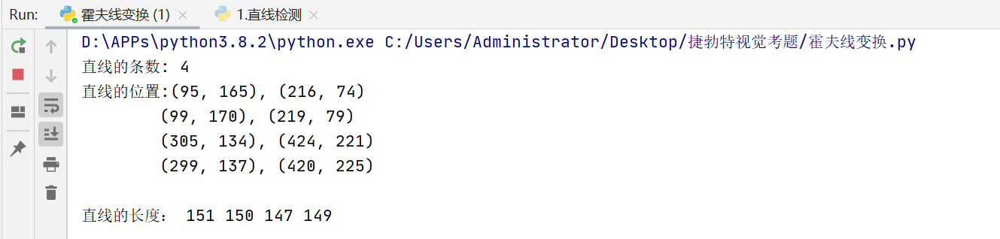 Run: 霍夫线变换 (1) × 1.直线检测 ×
D:\APPs\python3.8.2\python.exe C:/Users/Administrator/Desktop/捷勃特视觉考题/霍夫线变换.py
直线的条数: 4
直线的位置:(95, 165), (216, 74)
(99, 170), (219, 79)
(305, 134), (424, 221)
(299, 137), (420, 225)
直线的长度: 151 150 147 149